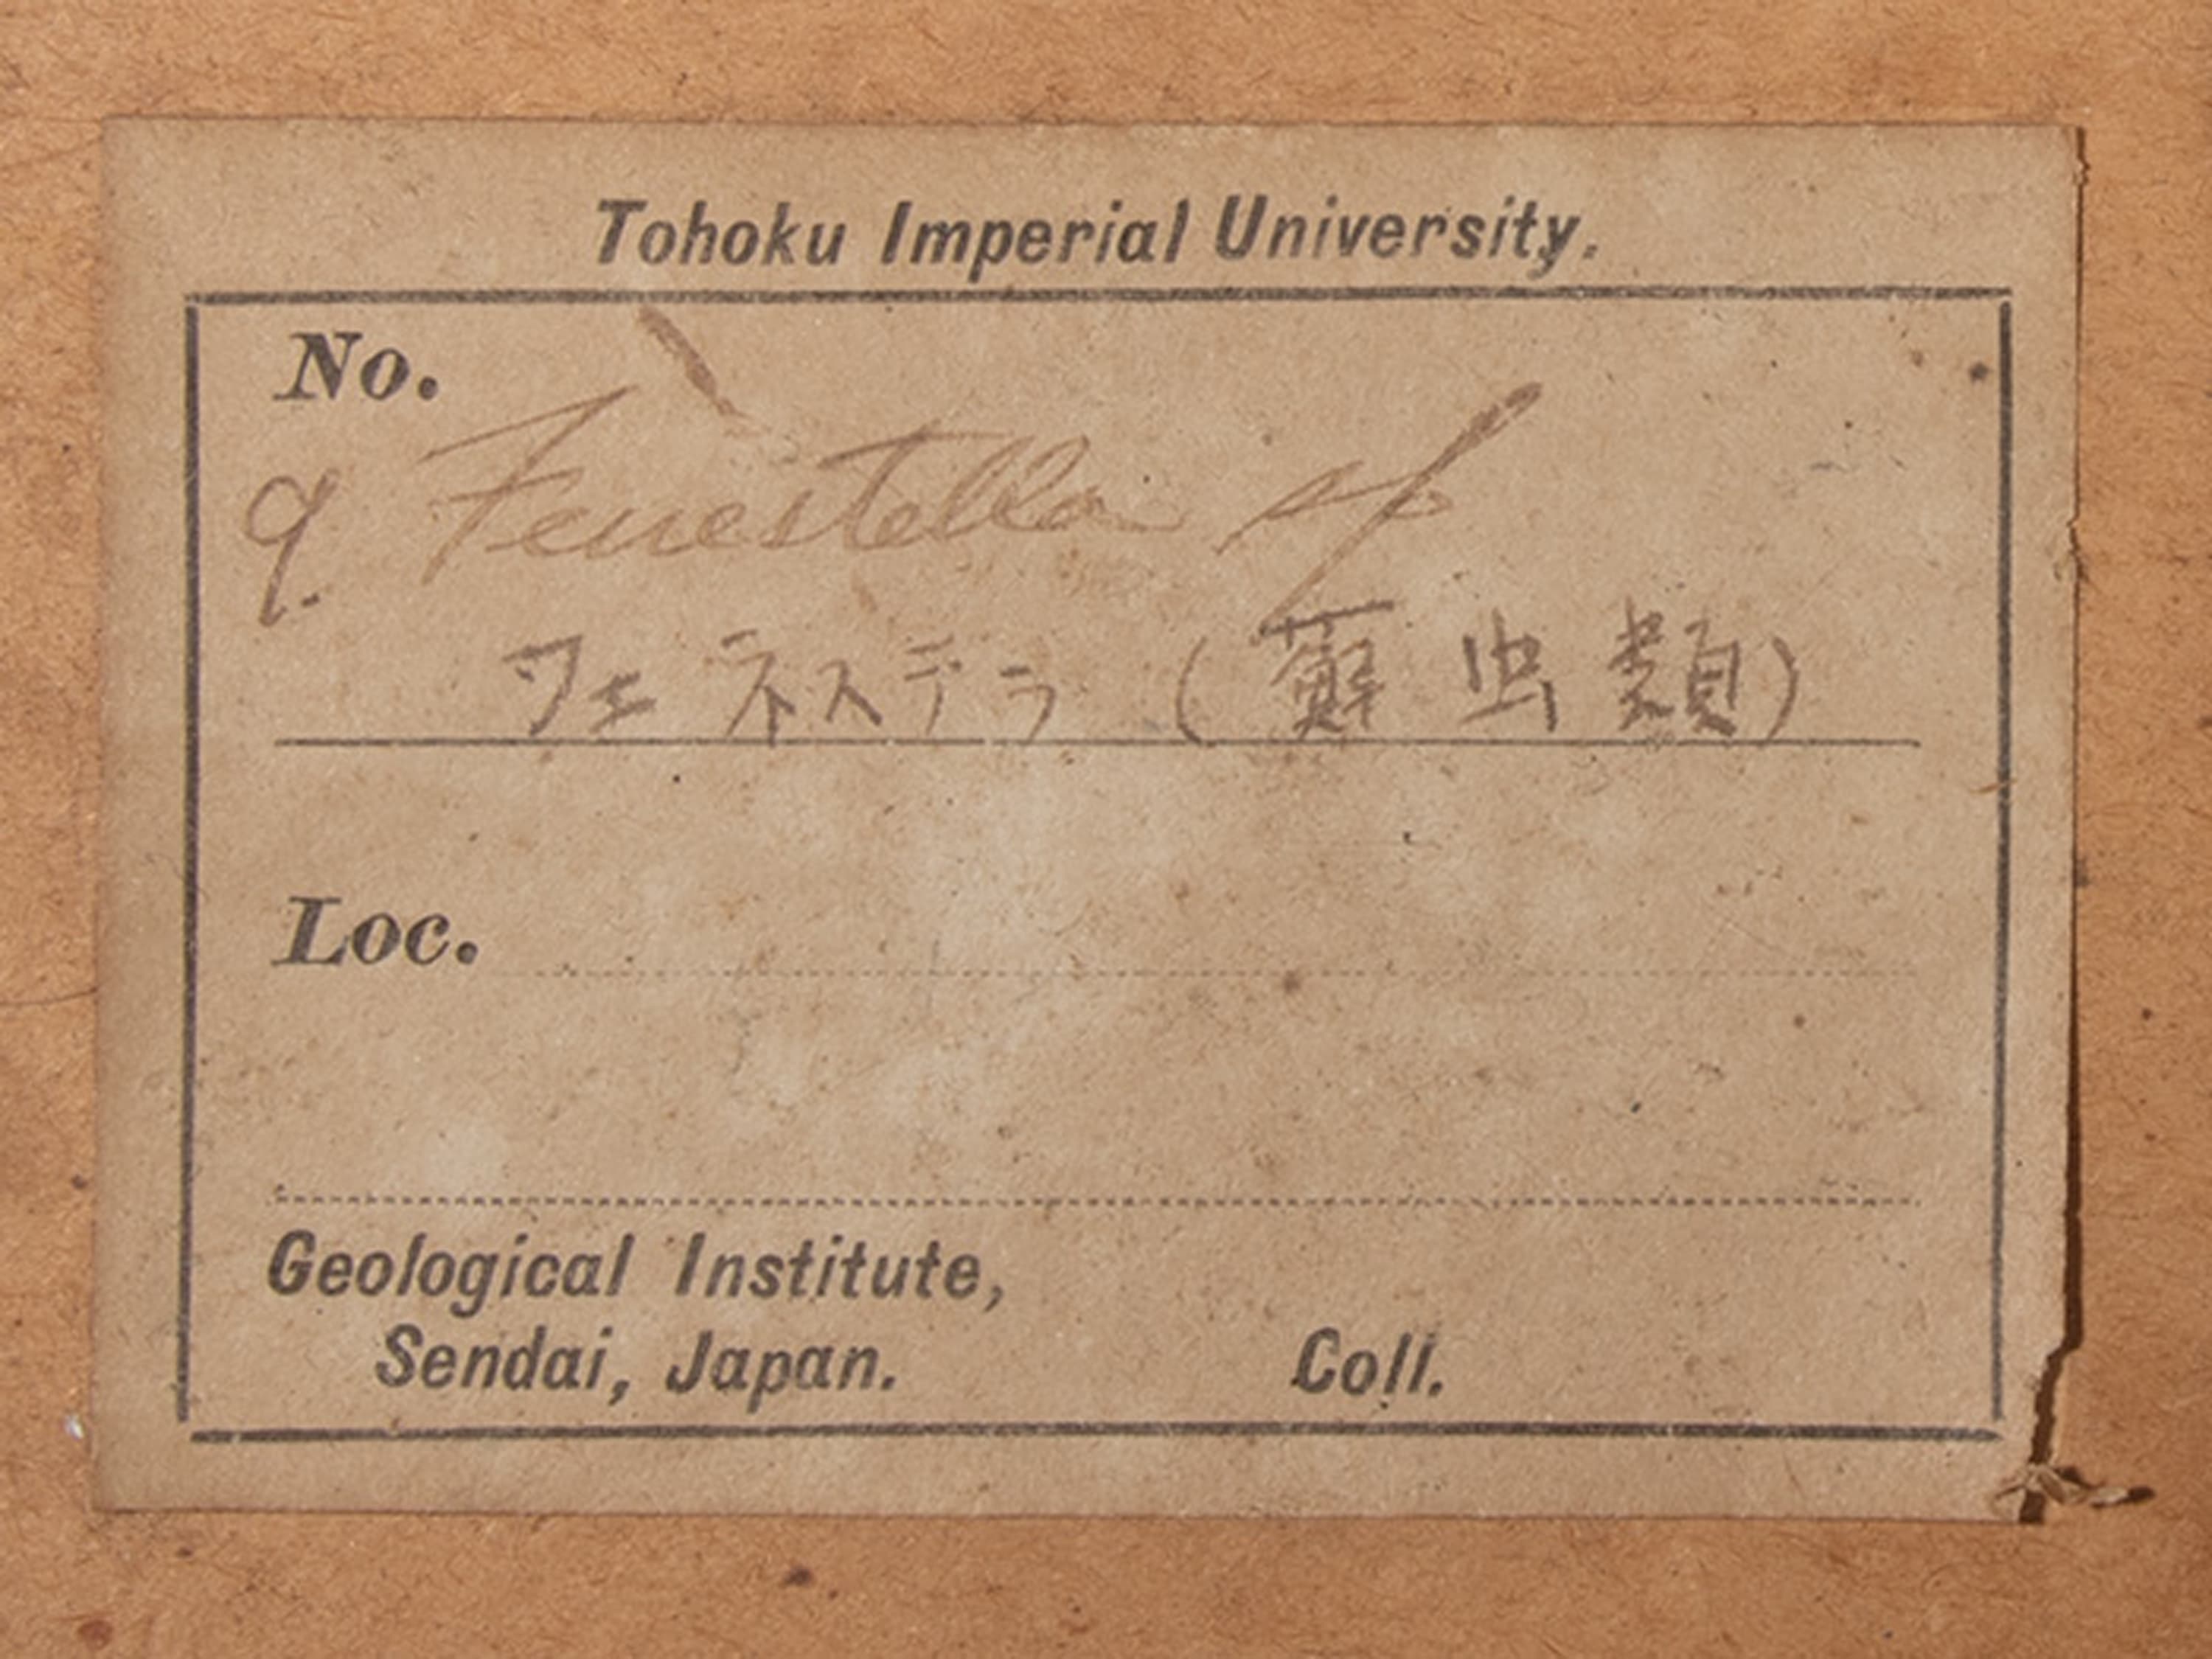 Tohoku Imperial University.
No.
9. Fenestella sp
フェネステラ (蘚虫類)
Loc.
Geological Institute,
Sendai, Japan. Coll.